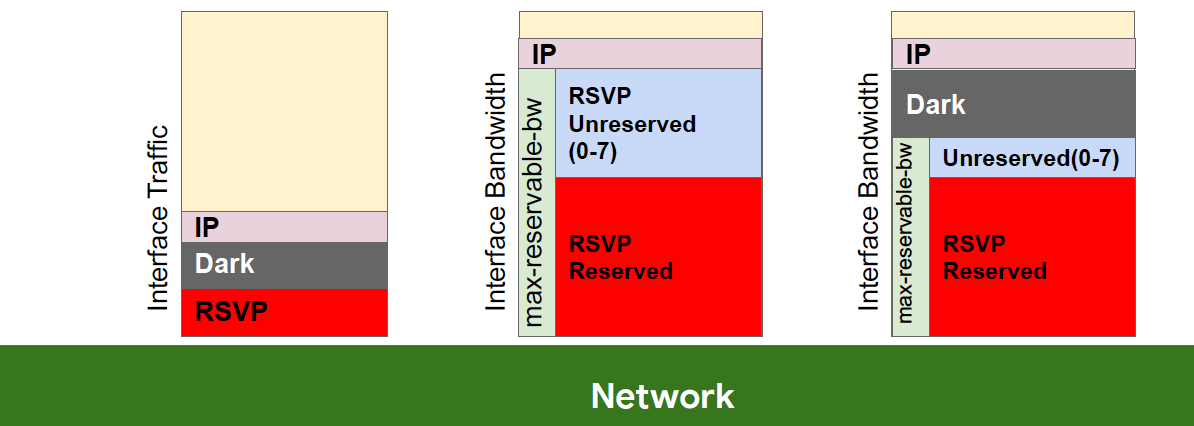 Interface Traffic
IP
Dark
RSVP
Interface Bandwidth
max-reservable-bw
IP
RSVP
Unreserved
(0-7)
RSVP
Reserved
Interface Bandwidth
max-reservable-bw
IP
Dark
Unreserved(0-7)
RSVP
Reserved
Network